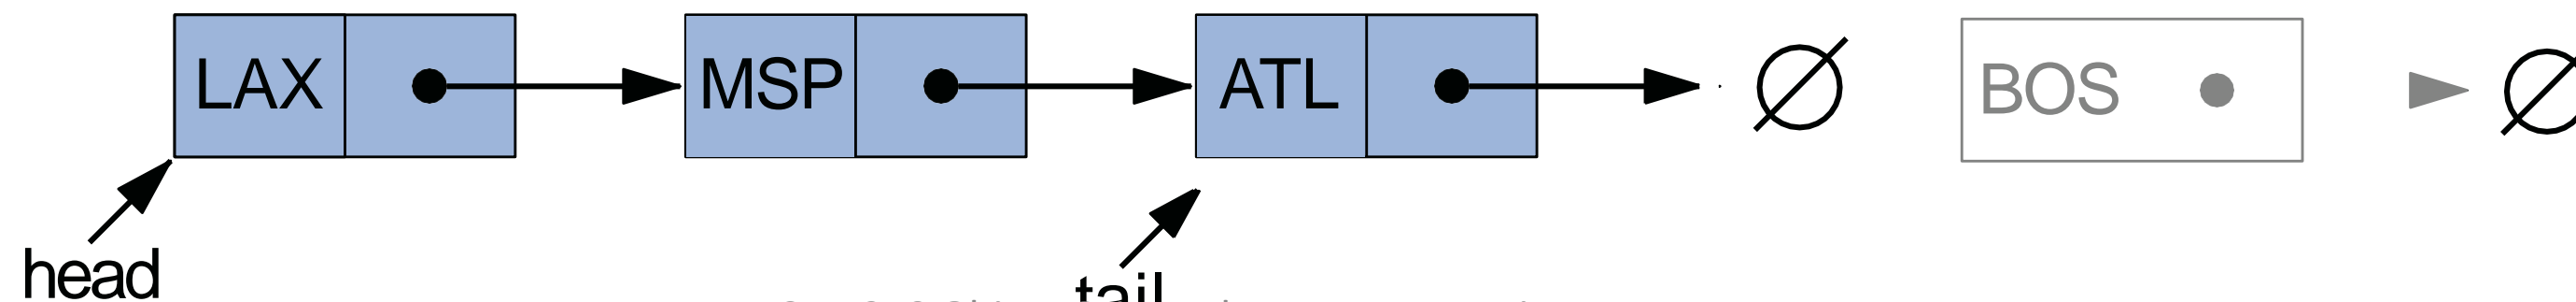 LAX MSP ATL ∅ BOS ∅
head
tail